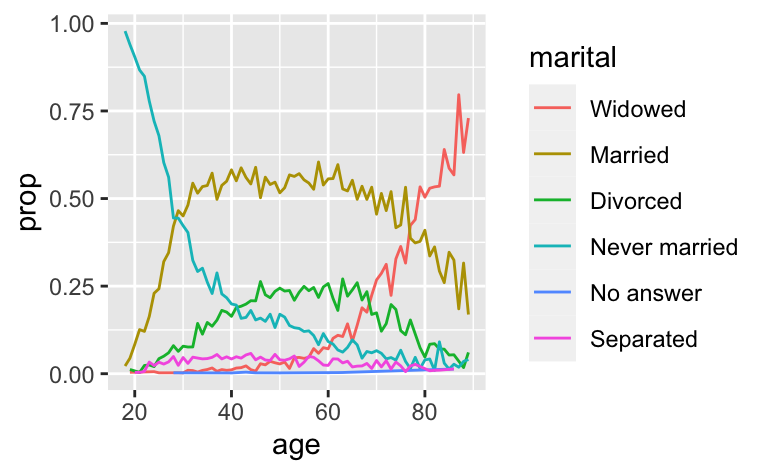 1.00
0.75
0.50
0.25
0.00
prop
20 40 60 80
age
marital
Widowed
Married
Divorced
Never married
No answer
Separated